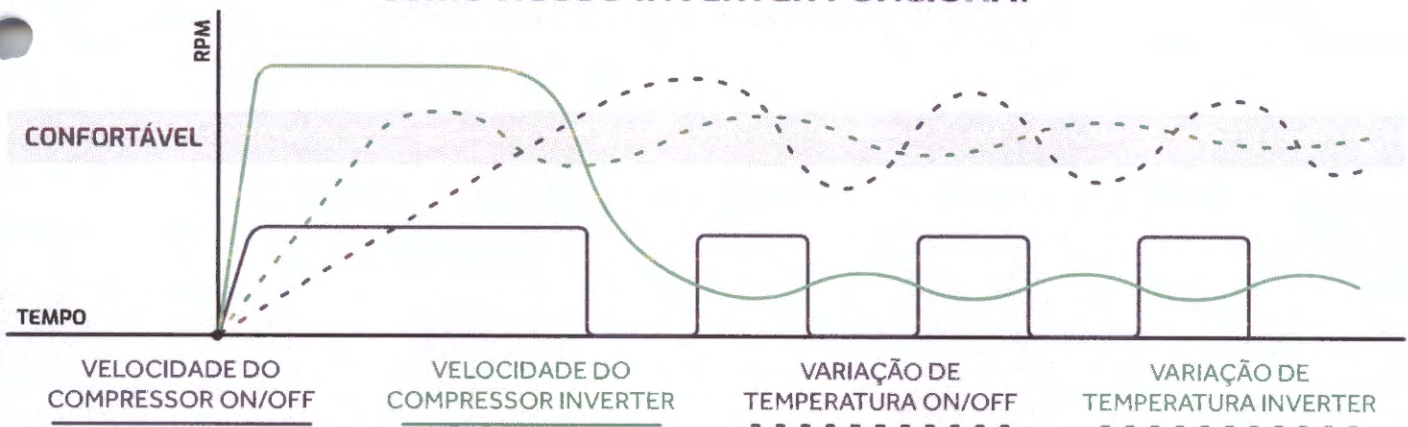 RPM
CONFORTÁVEL
TEMPO
VELOCIDADE DO
COMPRESSOR ON/OFF
VELOCIDADE DO
COMPRESSOR INVERTER
VARIAÇÃO DE
TEMPERATURA ON/OFF
VARIAÇÃO DE
TEMPERATURA INVERTER